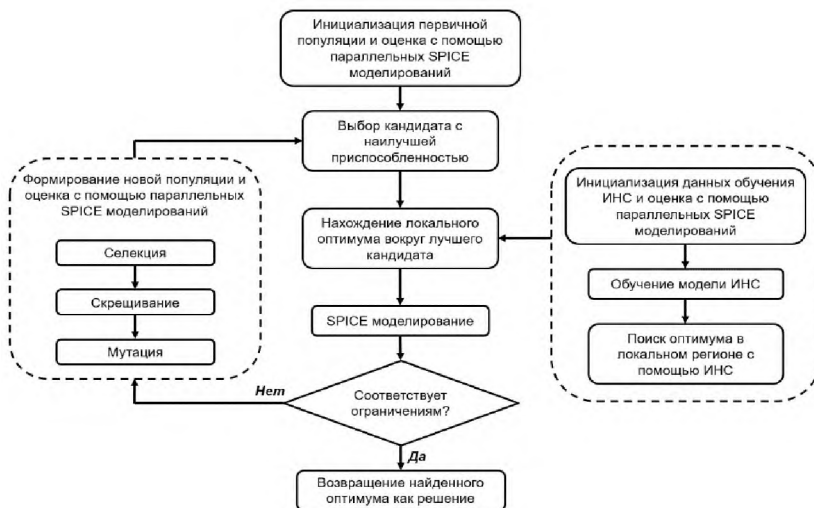 Инициализация первичной
популяции и оценка с помощью
параллельных SPICE
моделирований
Выбор кандидата с
наилучшей
приспособленностью
Формирование новой популяции и
оценка с помощью параллельных
SPICE моделирований
Селекция
Скрещивание
Мутация
Нахождение локального
оптимума вокруг лучшего
кандидата
Инициализация данных обучения
ИНС и оценка с помощью
параллельных SPICE
моделирований
Обучение модели ИНС
Поиск оптимума в
локальном регионе с
помощью ИНС
SPICE моделирование
Соответствует
ограничениям?
Нет
Да
Возвращение найденного
оптимума как решение